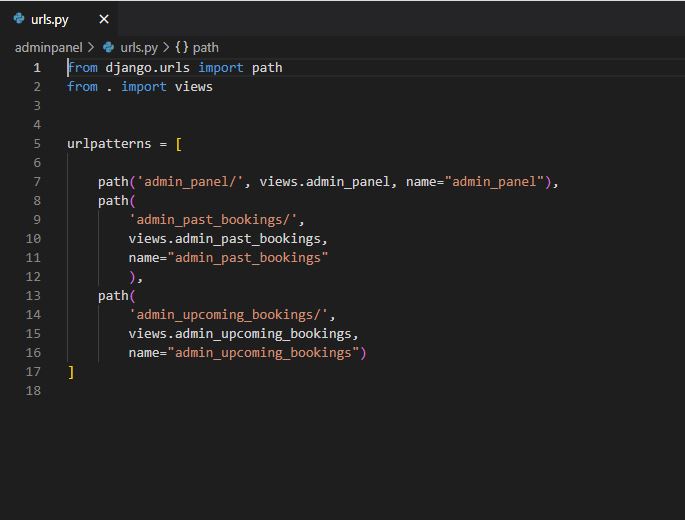 urls.py ×
adminpanel > urls.py > {} path
1 from django.urls import path
2 from . import views
3
4
5 urlpatterns = [
6
7     path('admin_panel/', views.admin_panel, name="admin_panel"),
8     path(
9         'admin_past_bookings/',
10         views.admin_past_bookings,
11         name="admin_past_bookings"
12         ),
13     path(
14         'admin_upcoming_bookings/',
15         views.admin_upcoming_bookings,
16         name="admin_upcoming_bookings")
17 ]
18